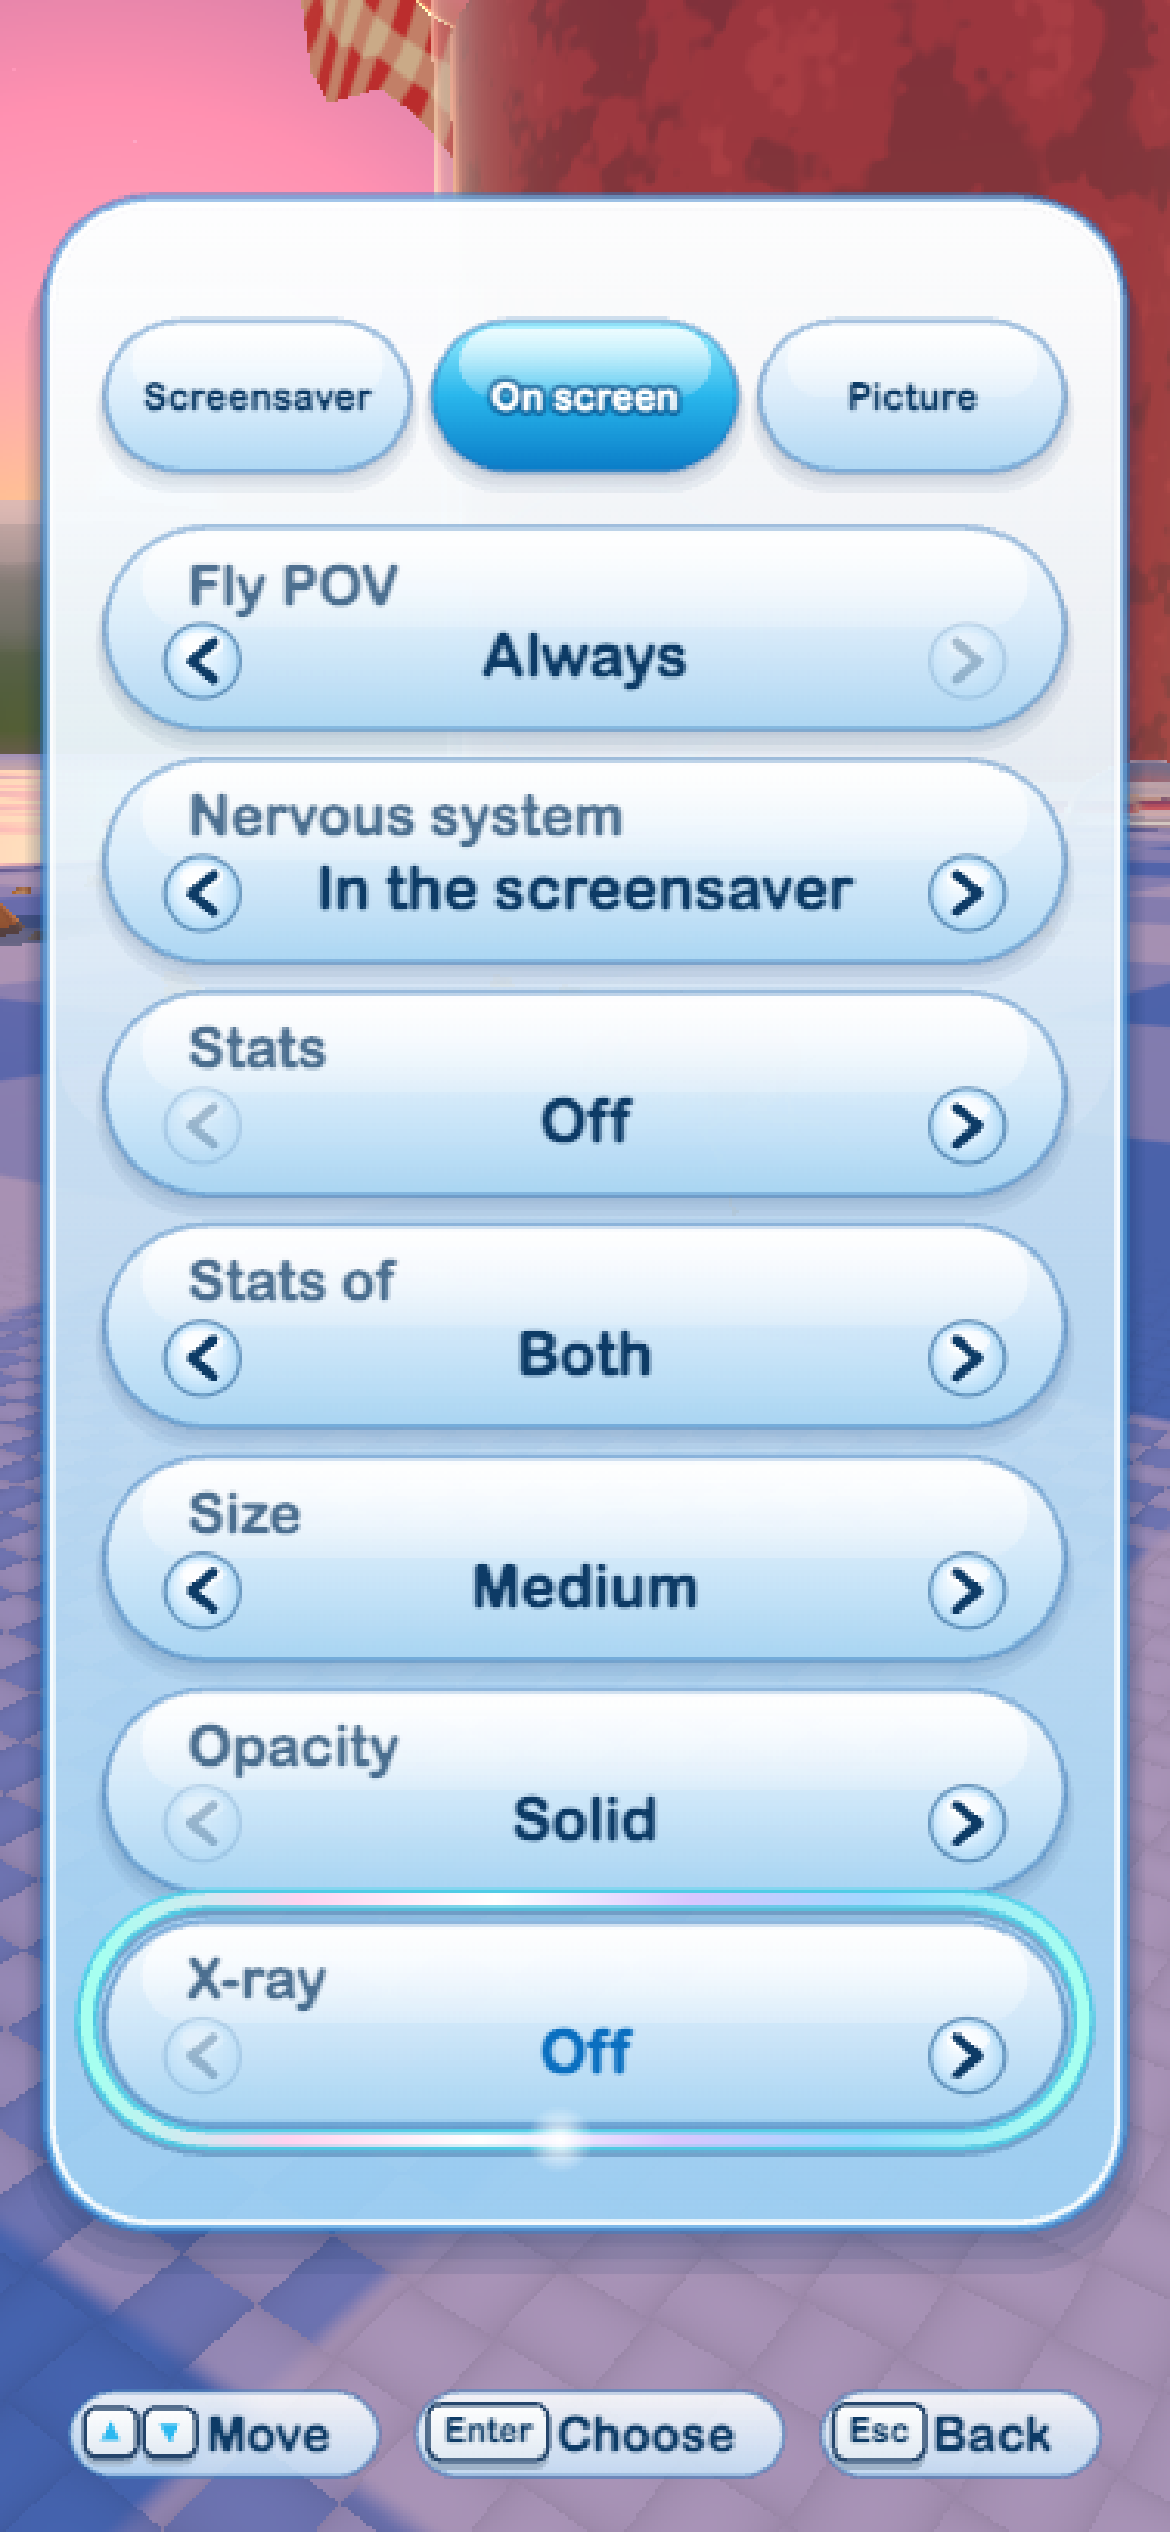 Screensaver On screen Picture
Fly POV
Always
Nervous system
In the screensaver
Stats
Off
Stats of
Both
Size
Medium
Opacity
Solid
X-ray
Off
Move Enter Choose Esc Back